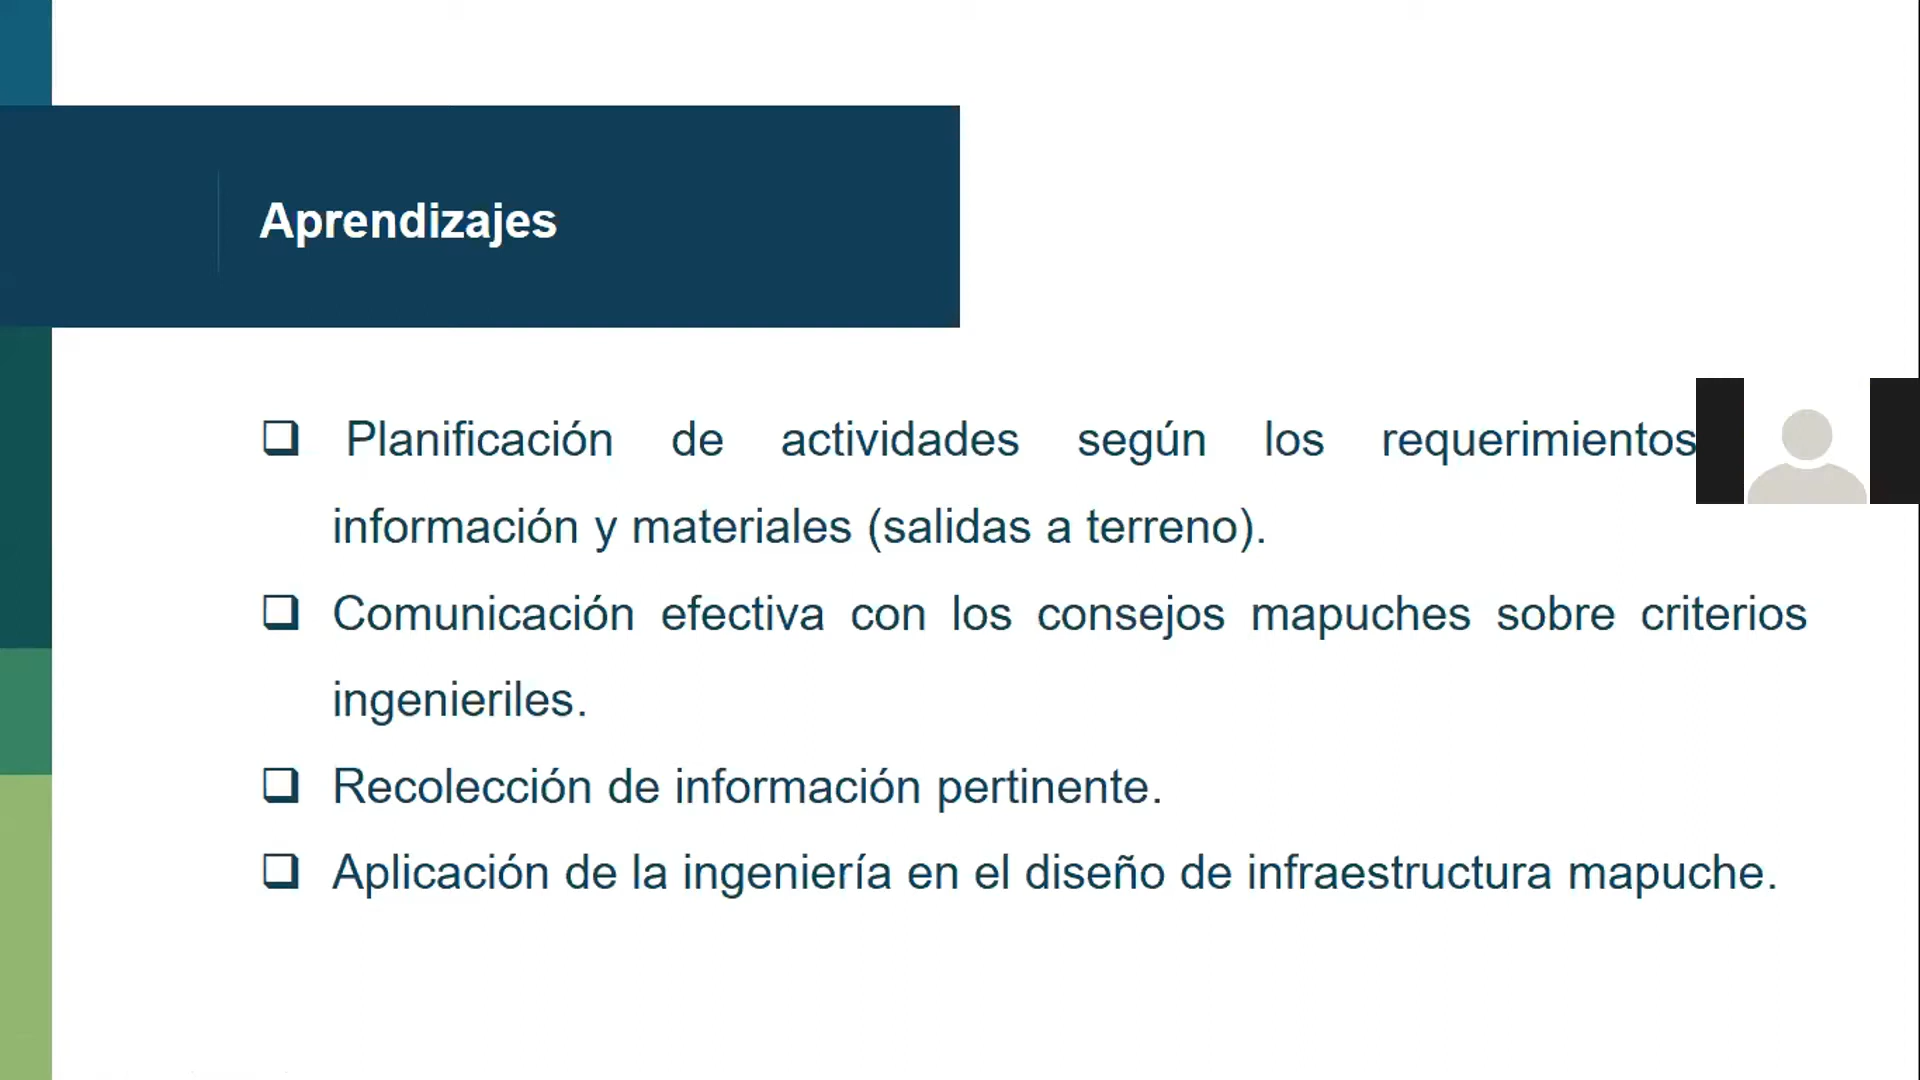 Aprendizajes
Planificación de actividades según los requerimientos
información y materiales (salidas a terreno).
Comunicación efectiva con los consejos mapuches sobre criterios
ingenieriles.
Recolección de información pertinente.
Aplicación de la ingeniería en el diseño de infraestructura mapuche.